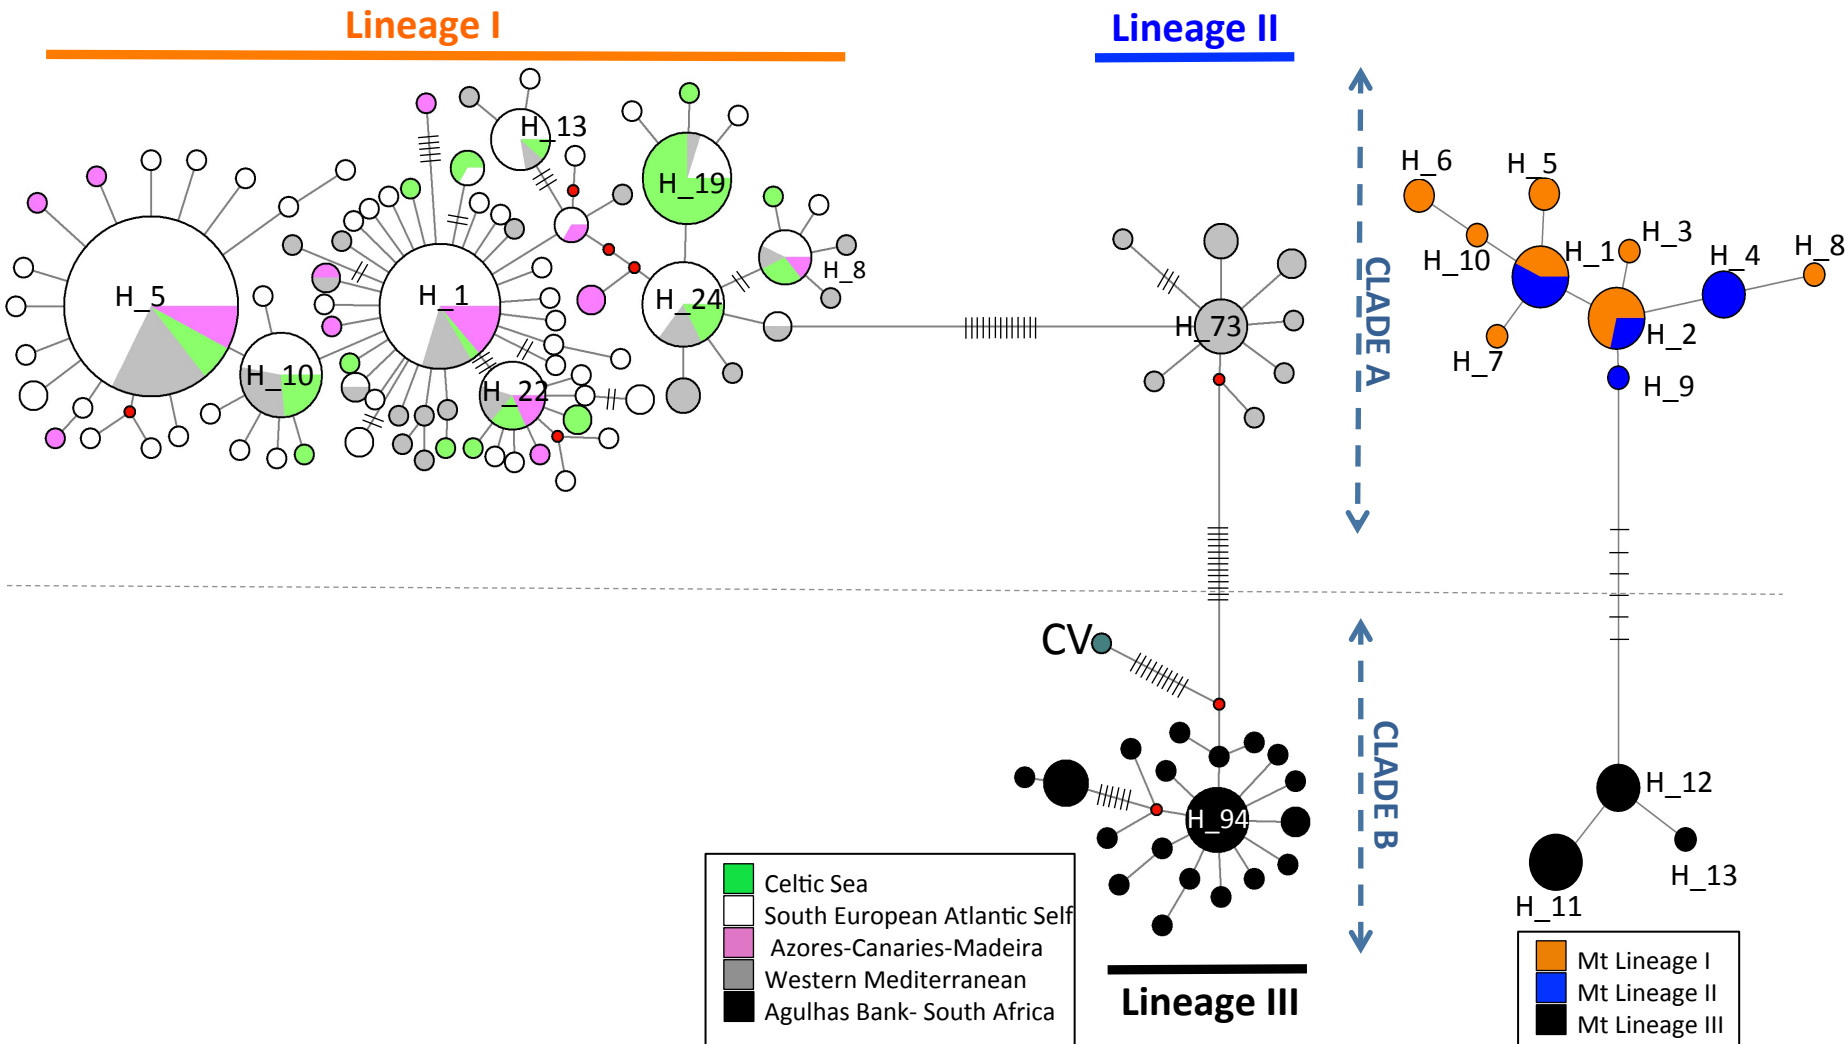 Lineage I
Lineage II
H_13
H_19
H_5
H_1
H_24
H_8
H_10
H_22
H_73
CLADE A
H_6
H_5
H_10
H_1
H_3
H_4
H_8
H_7
H_2
H_9
CV
CLADE B
H_94
H_12
H_13
H_11
Celtic Sea
South European Atlantic Self
Azores-Canaries-Madeira
Western Mediterranean
Agulhas Bank- South Africa
Lineage III
Mt Lineage I
Mt Lineage II
Mt Lineage III